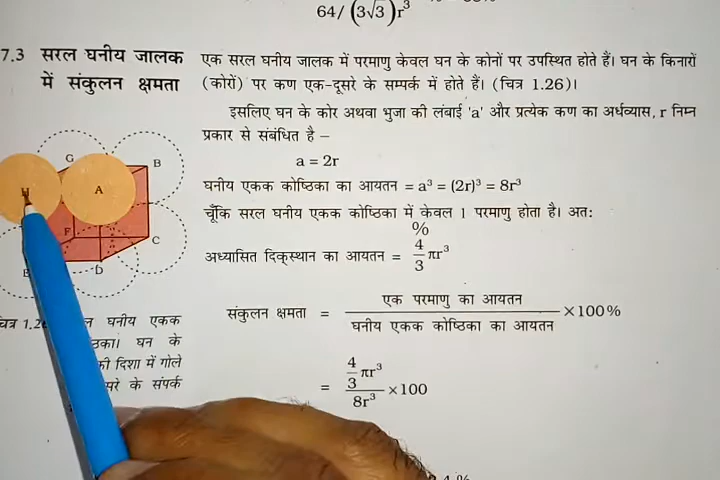 64/ (3√3) r³
7.3 सरल घनीय जालक
में संकुलन क्षमता
एक सरल घनीय जालक में परमाणु केवल घन के कोनों पर उपस्थित होते हैं। घन के किनारों
(कोरों) पर कण एक-दूसरे के सम्पर्क में होते हैं। (चित्र 1.26)।
इसलिए घन के कोर अथवा भुजा की लंबाई 'a' और प्रत्येक कण का अर्धव्यास, r निम्न
प्रकार से संबंधित है –
a = 2r
घनीय एकक कोष्ठिका का आयतन = a³ = (2r)³ = 8r³
चूँकि सरल घनीय एकक कोष्ठिका में केवल 1 परमाणु होता है। अत:
%
अध्यासित दिक्स्थान का आयतन = 4/3 πr³
संकुलन क्षमता = एक परमाणु का आयतन / घनीय एकक कोष्ठिका का आयतन ×100%
= 4/3 πr³ / 8r³ ×100
G
B
H
A
F
C
E
D
चित्र 1.2
घनीय एकक
घन के
की दिशा में गोले
के संपर्क